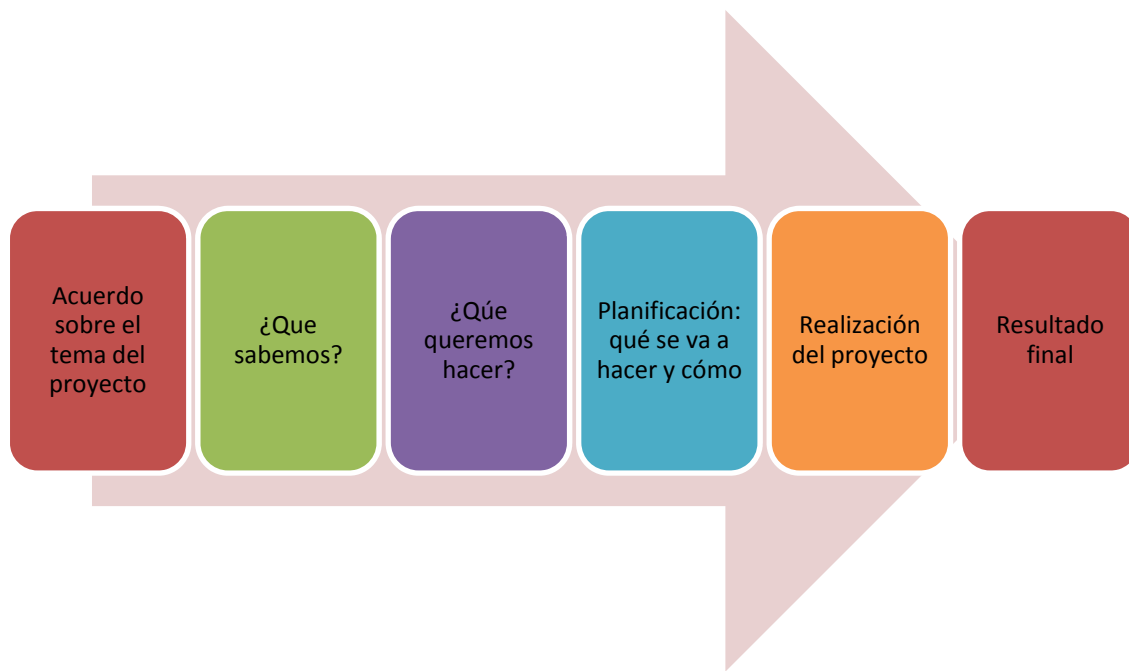 Acuerdo
sobre el
tema del
proyecto
¿Que
sabemos?
¿Qúe
queremos
hacer?
Planificación:
qué se va a
hacer y cómo
Realización
del proyecto
Resultado
final